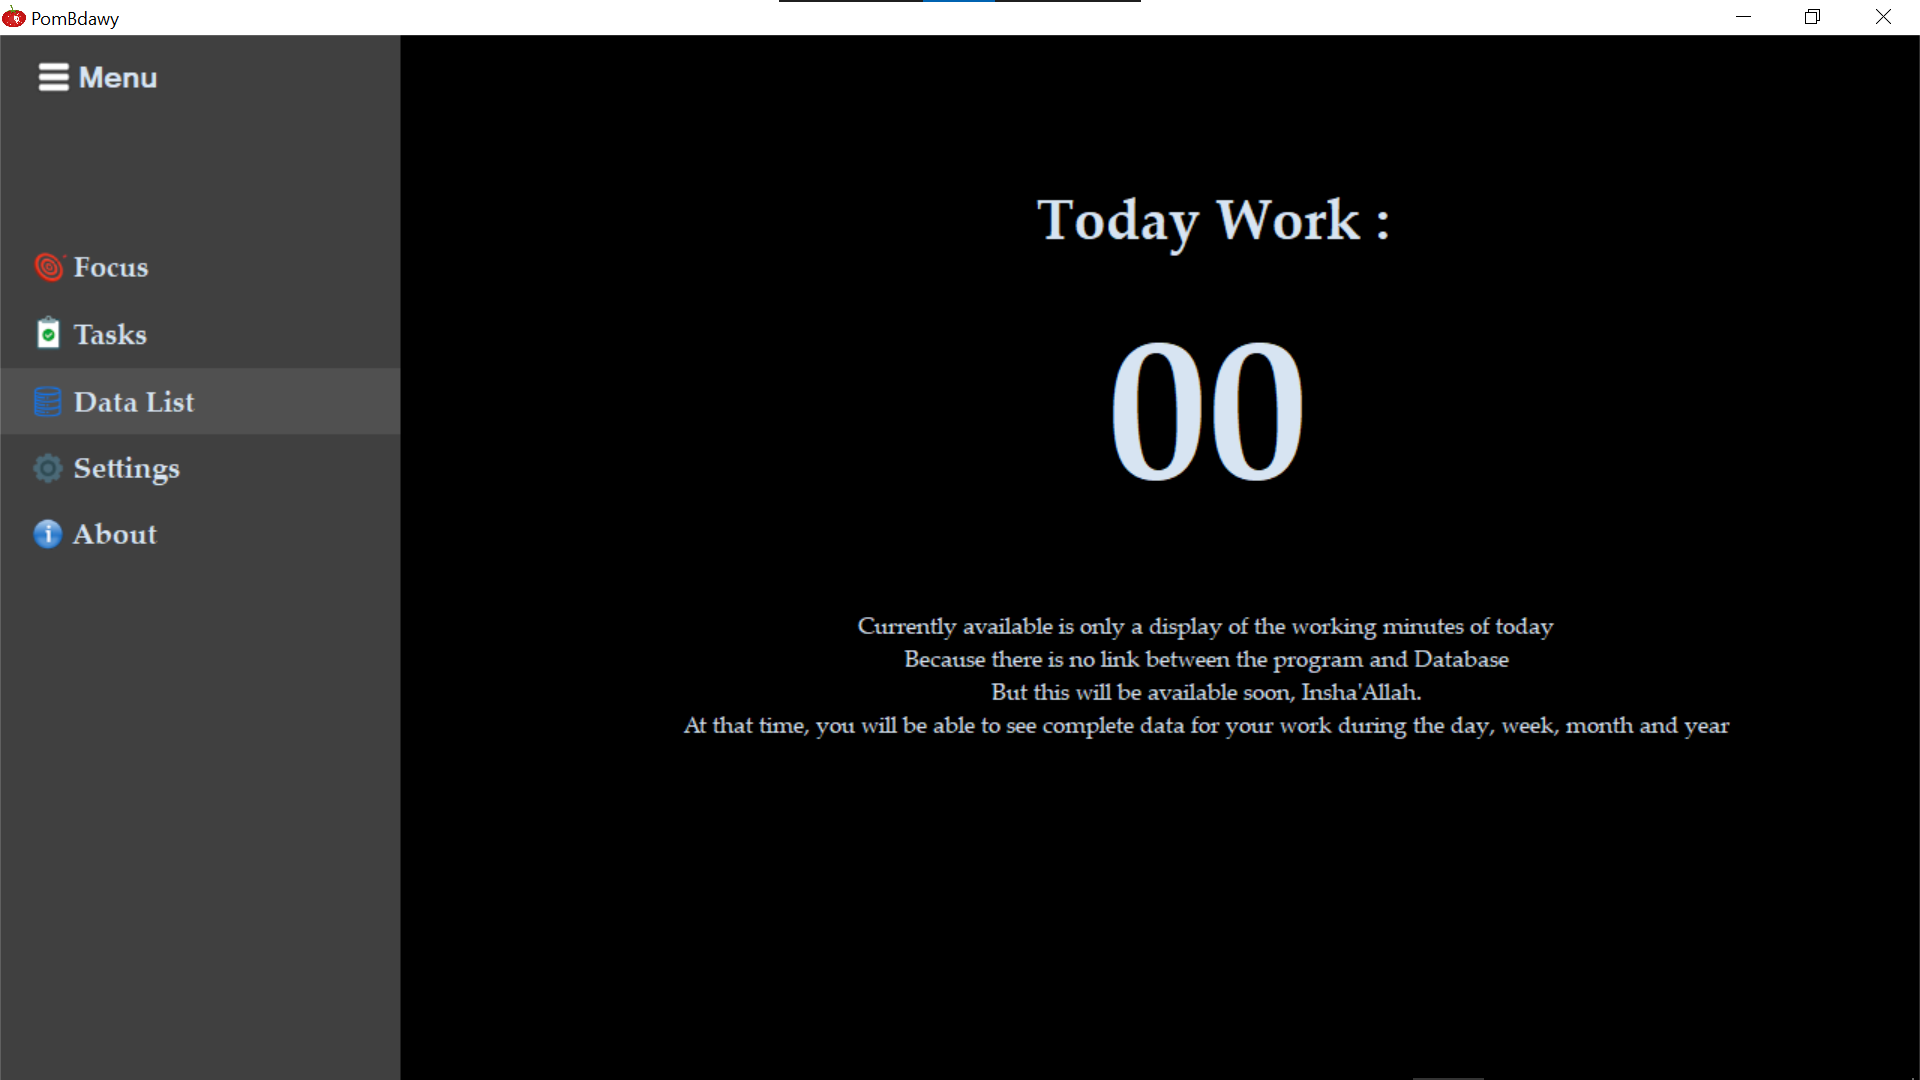 PomBdawy
Menu
Focus
Tasks
Data List
Settings
About
Today Work :
00
Currently available is only a display of the working minutes of today
Because there is no link between the program and Database
But this will be available soon, Insha'Allah.
At that time, you will be able to see complete data for your work during the day, week, month and year